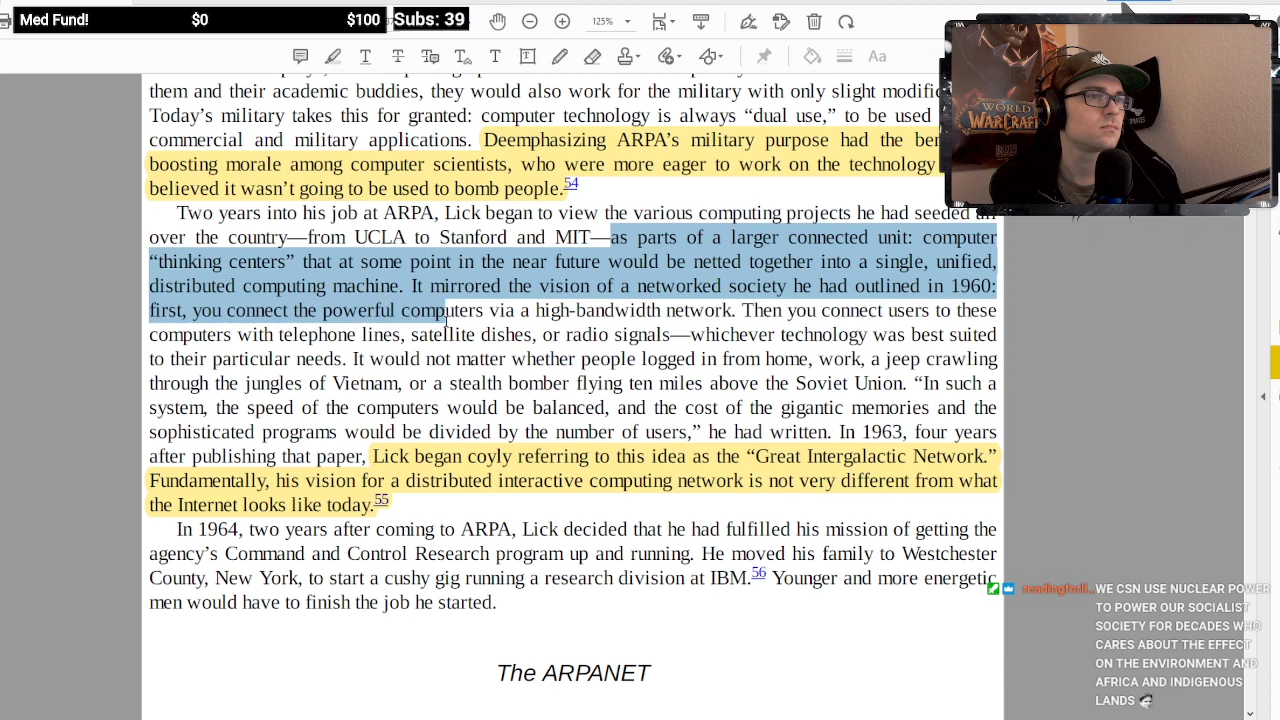 Med Fund!
$0
$100
Subs: 39
125%
Aa
them and their academic buddies, they would also work for the military with only slight modific
Today’s military takes this for granted: computer technology is always “dual use,” to be used
commercial and military applications. Deemphasizing ARPA’s military purpose had the ben
boosting morale among computer scientists, who were more eager to work on the technology
believed it wasn’t going to be used to bomb people.54
Two years into his job at ARPA, Lick began to view the various computing projects he had seeded all
over the country—from UCLA to Stanford and MIT—as parts of a larger connected unit: computer
“thinking centers” that at some point in the near future would be netted together into a single, unified,
distributed computing machine. It mirrored the vision of a networked society he had outlined in 1960:
first, you connect the powerful computers via a high-bandwidth network. Then you connect users to these
computers with telephone lines, satellite dishes, or radio signals—whichever technology was best suited
to their particular needs. It would not matter whether people logged in from home, work, a jeep crawling
through the jungles of Vietnam, or a stealth bomber flying ten miles above the Soviet Union. “In such a
system, the speed of the computers would be balanced, and the cost of the gigantic memories and the
sophisticated programs would be divided by the number of users,” he had written. In 1963, four years
after publishing that paper, Lick began coyly referring to this idea as the “Great Intergalactic Network.”
Fundamentally, his vision for a distributed interactive computing network is not very different from what
the Internet looks like today.55
In 1964, two years after coming to ARPA, Lick decided that he had fulfilled his mission of getting the
agency’s Command and Control Research program up and running. He moved his family to Westchester
County, New York, to start a cushy gig running a research division at IBM.56 Younger and more energetic
men would have to finish the job he started.
The ARPANET
WORLD
WARCRAFT
readingforli... WE CSN USE NUCLEAR POWER
TO POWER OUR SOCIALIST
SOCIETY FOR DECADES WHO
CARES ABOUT THE EFFECT
ON THE ENVIRONMENT AND
AFRICA AND INDIGENOUS
LANDS